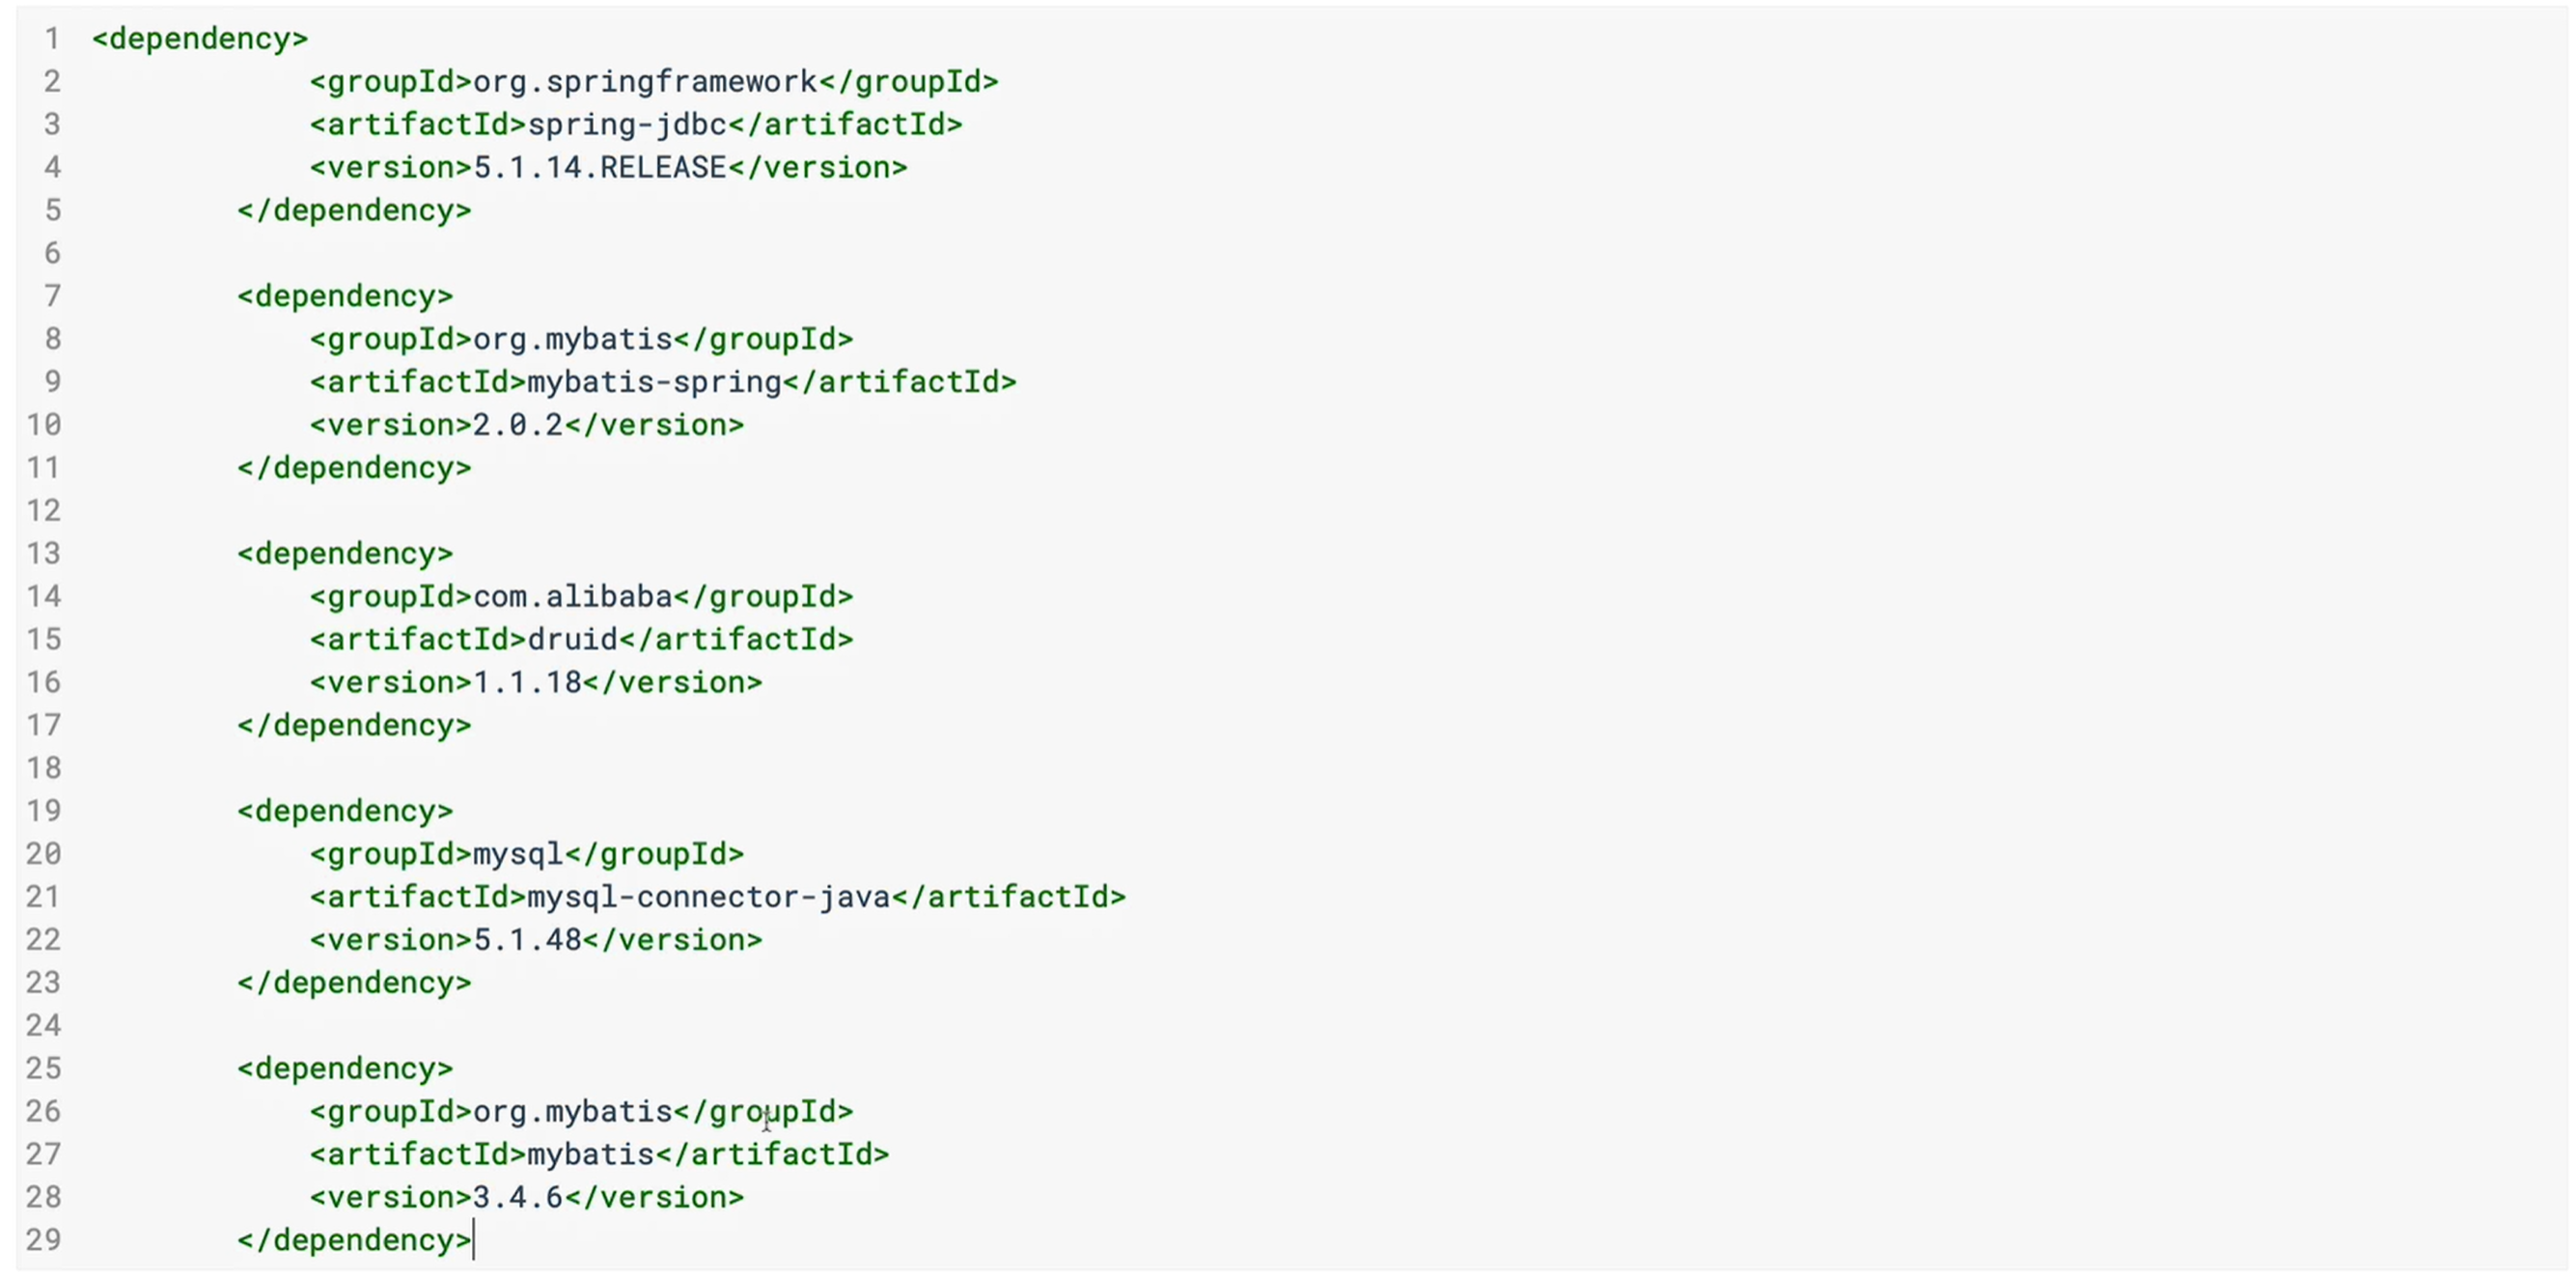 1 <dependency>
2             <groupId>org.springframework</groupId>
3             <artifactId>spring-jdbc</artifactId>
4             <version>5.1.14.RELEASE</version>
5         </dependency>
6
7         <dependency>
8             <groupId>org.mybatis</groupId>
9             <artifactId>mybatis-spring</artifactId>
10             <version>2.0.2</version>
11         </dependency>
12
13         <dependency>
14             <groupId>com.alibaba</groupId>
15             <artifactId>druid</artifactId>
16             <version>1.1.18</version>
17         </dependency>
18
19         <dependency>
20             <groupId>mysql</groupId>
21             <artifactId>mysql-connector-java</artifactId>
22             <version>5.1.48</version>
23         </dependency>
24
25         <dependency>
26             <groupId>org.mybatis</groupId>
27             <artifactId>mybatis</artifactId>
28             <version>3.4.6</version>
29         </dependency>